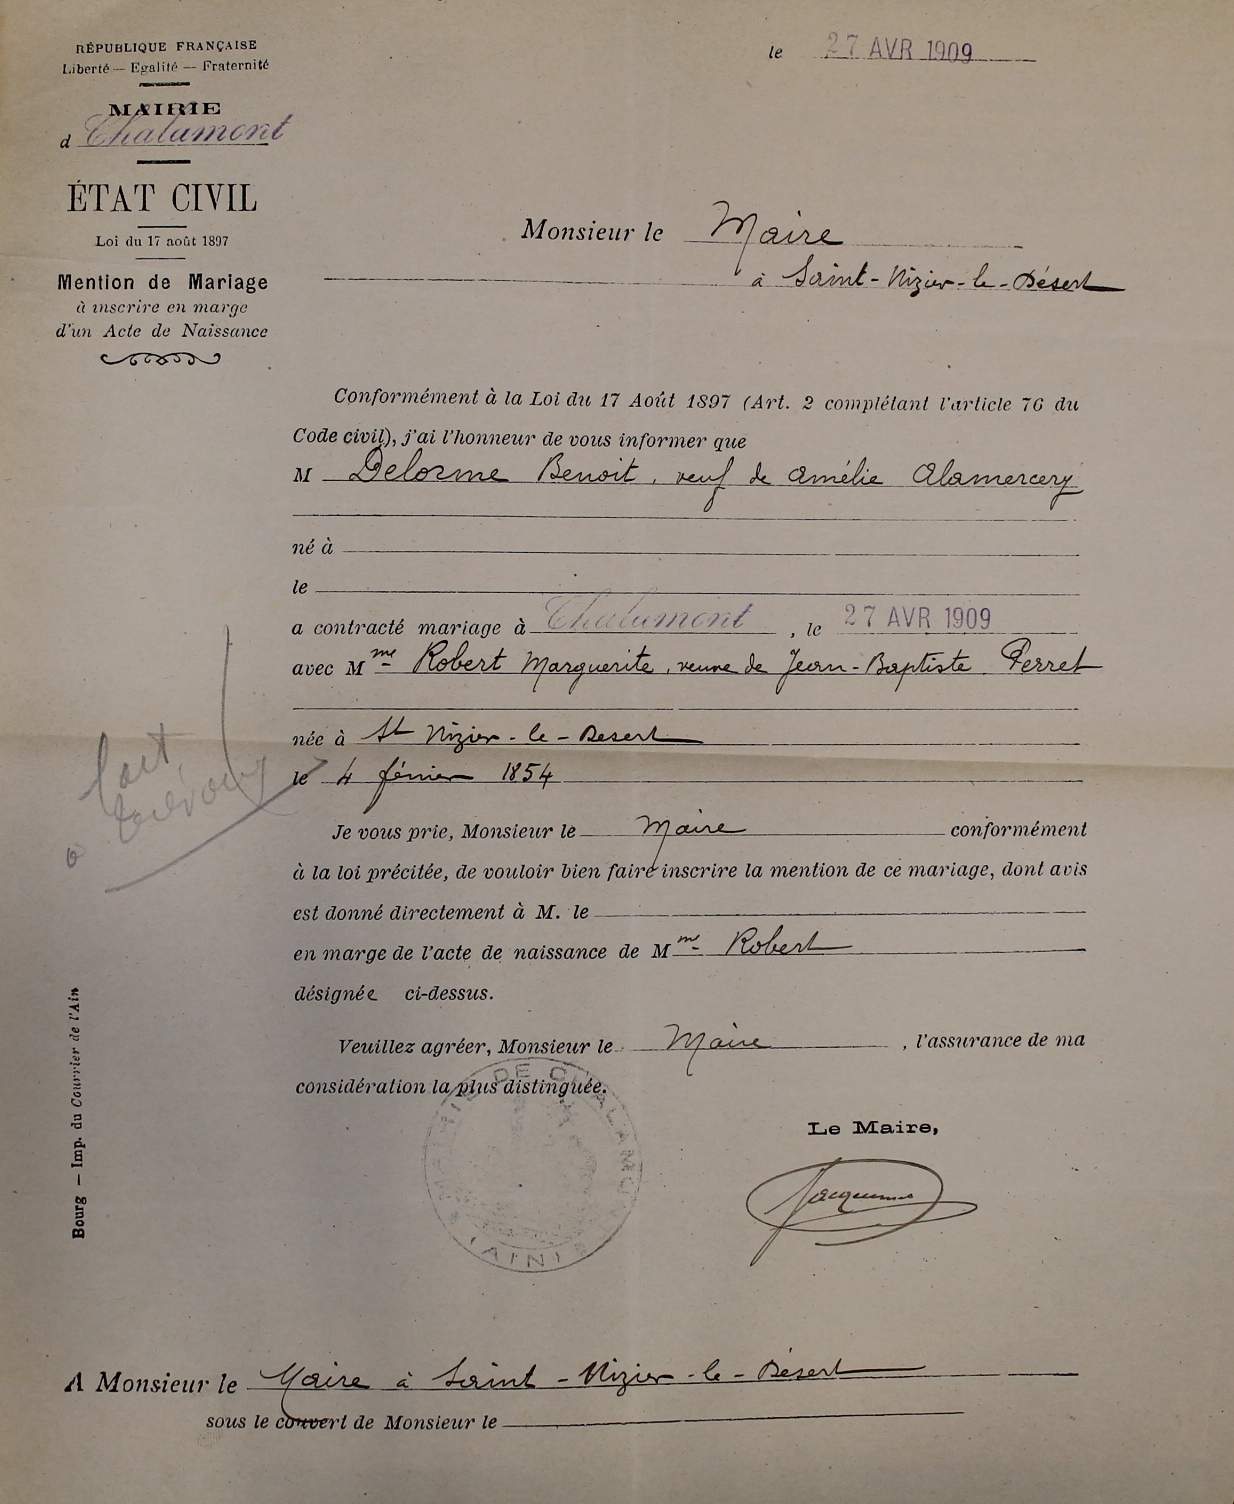 RÉPUBLIQUE FRANÇAISE
Liberté — Egalité — Fraternité
MAIRIE
d Chalamont
ÉTAT CIVIL
Loi du 17 août 1897
Mention de Mariage
à inscrire en marge
d'un Acte de Naissance
le 27 AVR 1909
Monsieur le Maire
à Saint-Nizier-le-Désert
Conformément à la Loi du 17 Août 1897 (Art. 2 complétant l'article 76 du
Code civil), j'ai l'honneur de vous informer que
M Delorme Benoit, veuf de Amélie Alamercery
né à
le
a contracté mariage à Chalamont, le 27 AVR 1909
avec Mme Robert Marguerite, veuve de Jean-Baptiste Perret
née à St Nizier-le-Desert
le 4 février 1854
fait
Je vous prie, Monsieur le Maire conformément
à la loi précitée, de vouloir bien faire inscrire la mention de ce mariage, dont avis
est donné directement à M. le
en marge de l'acte de naissance de Mme Robert
désignée ci-dessus.
Veuillez agréer, Monsieur le Maire, l'assurance de ma
considération la plus distinguée.
MAIRIE DE CHALAMONT (AIN)
Le Maire,
A Monsieur le Maire à Saint-Nizier-le-Désert
sous le couvert de Monsieur le
Bourg — Imp. du Courrier de l'Ain